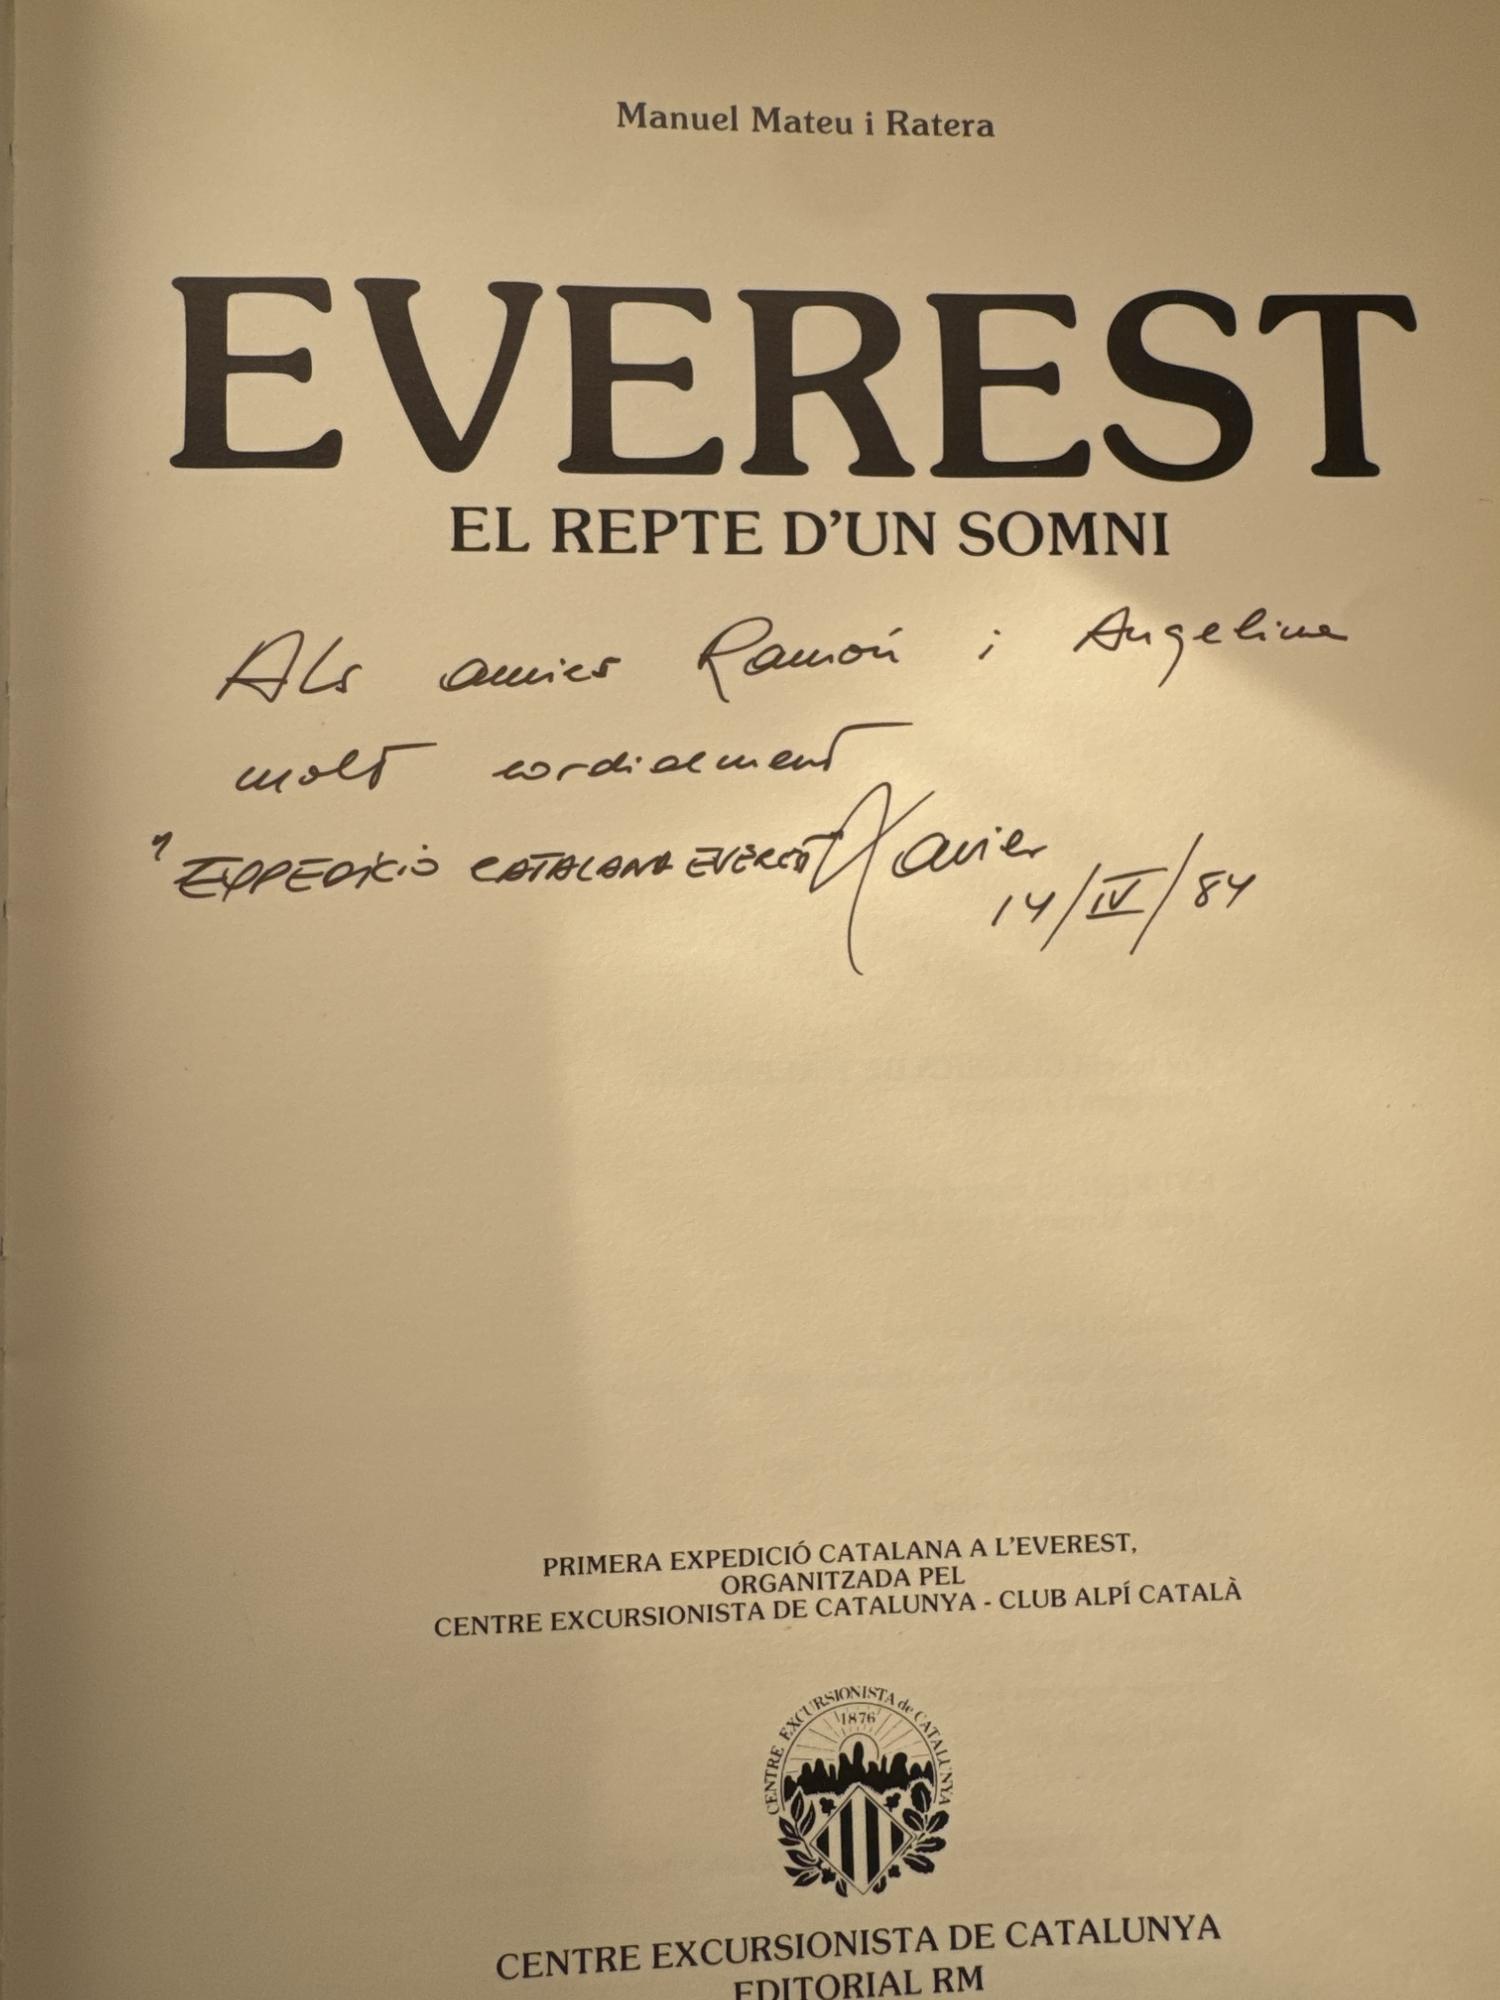 Manuel Mateu i Ratera
EVEREST
EL REPTE D'UN SOMNI
Als amics Ramón i Angelina
molt cordialment
" EXPEDICIÓ CATALANA EVEREST Xavier
14/IV/84
PRIMERA EXPEDICIÓ CATALANA A L'EVEREST,
ORGANITZADA PEL
CENTRE EXCURSIONISTA DE CATALUNYA - CLUB ALPÍ CATALÀ
CENTRE EXCURSIONISTA de CATALUNYA
1876
CENTRE EXCURSIONISTA DE CATALUNYA
EDITORIAL RM